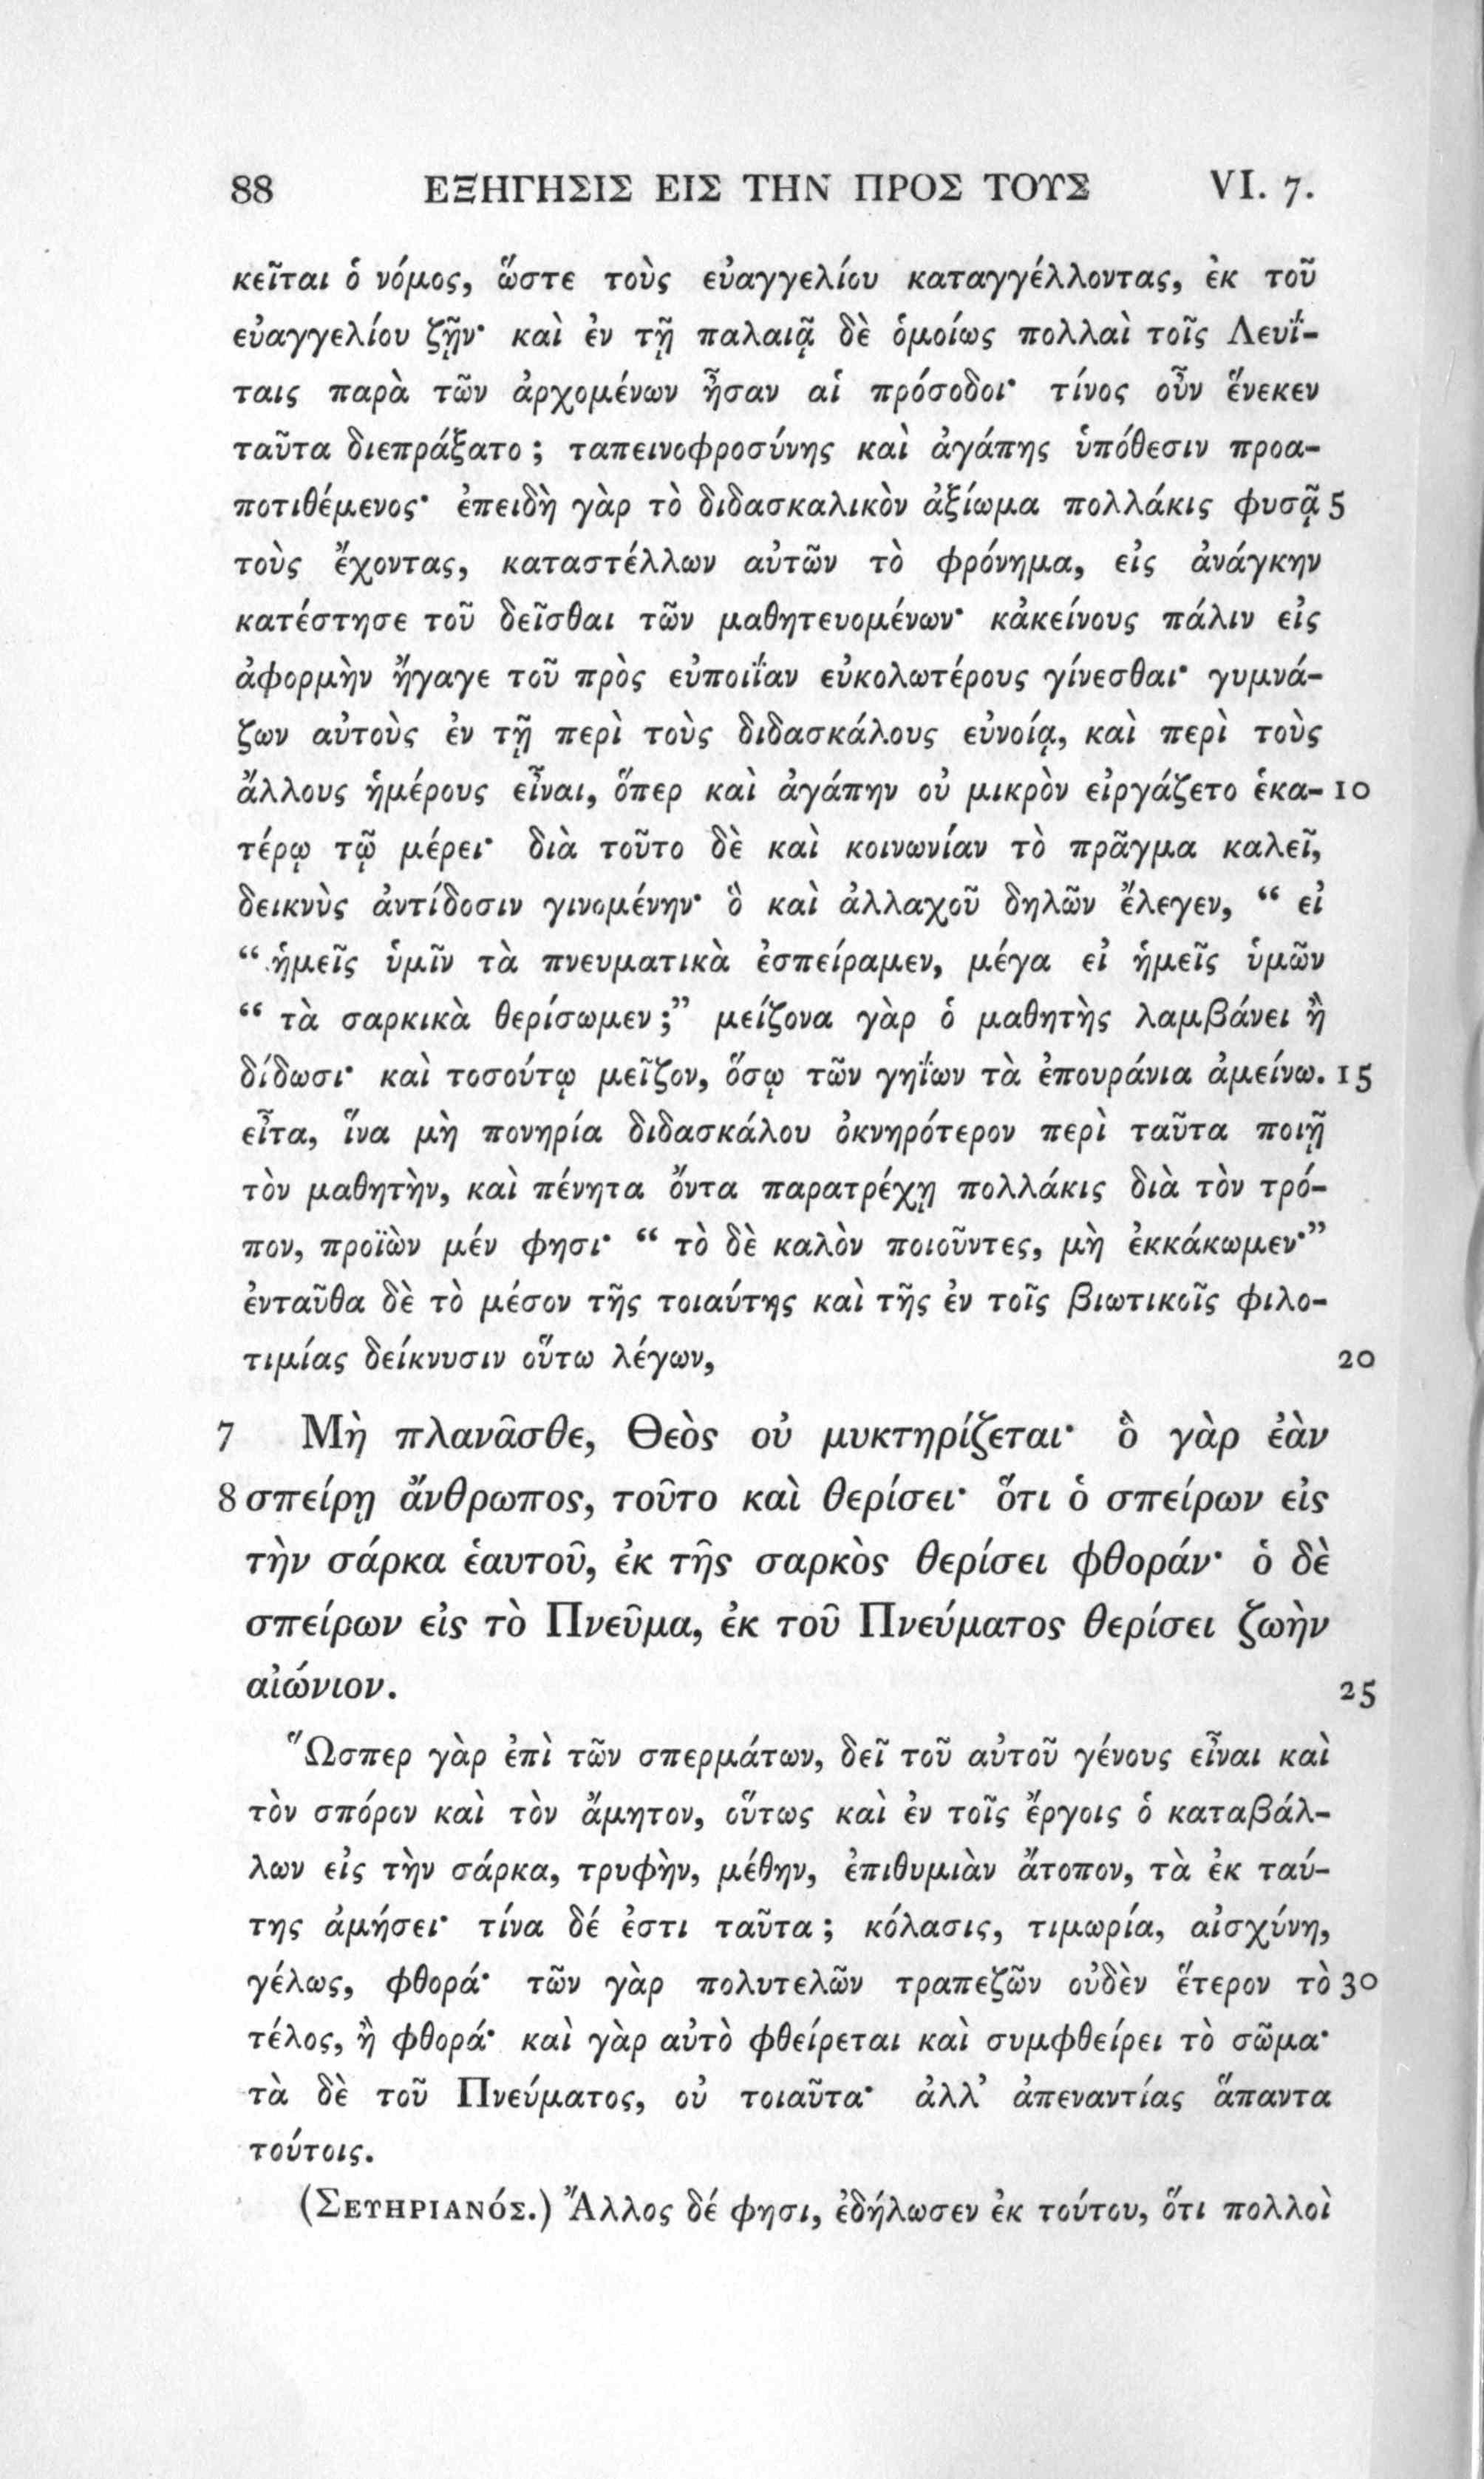 88 ΕΞΗΓΗΣΙΣ ΕΙΣ ΤΗΝ ΠΡΟΣ ΤΟΥΣ VI. 7.
κεῖται ὁ νόμος, ὥστε τοὺς εὐαγγελίου καταγγέλλοντας, ἐκ τοῦ
εὐαγγελίου ζῇν· καὶ ἐν τῇ παλαιᾷ δὲ ὁμοίως πολλαὶ τοῖς Λευΐ-
ταις παρὰ τῶν ἀρχομένων ἦσαν αἱ πρόσοδοι· τίνος οὖν ἕνεκεν
ταῦτα διεπράξατο ; ταπεινοφροσύνης καὶ ἀγάπης ὑπόθεσιν προα-
ποτιθέμενος· ἐπειδὴ γὰρ τὸ διδασκαλικὸν ἀξίωμα πολλάκις φυσᾷ 5
τοὺς ἔχοντας, καταστέλλων αὐτῶν τὸ φρόνημα, εἰς ἀνάγκην
κατέστησε τοῦ δεῖσθαι τῶν μαθητευομένων· κἀκείνους πάλιν εἰς
ἀφορμὴν ἤγαγε τοῦ πρὸς εὐποιΐαν εὐκολωτέρους γίνεσθαι· γυμνά-
ζων αὐτοὺς ἐν τῇ περὶ τοὺς διδασκάλους εὐνοίᾳ, καὶ περὶ τοὺς
ἄλλους ἡμέρους εἶναι, ὅπερ καὶ ἀγάπην οὐ μικρὸν εἰργάζετο ἑκα- 10
τέρῳ τῷ μέρει· διὰ τοῦτο δὲ καὶ κοινωνίαν τὸ πρᾶγμα καλεῖ,
δεικνὺς ἀντίδοσιν γινομένην· ὃ καὶ ἀλλαχοῦ δηλῶν ἔλεγεν, “ εἰ
“ ἡμεῖς ὑμῖν τὰ πνευματικὰ ἐσπείραμεν, μέγα εἰ ἡμεῖς ὑμῶν
“ τὰ σαρκικὰ θερίσωμεν ;” μείζονα γὰρ ὁ μαθητὴς λαμβάνει ἢ
δίδωσι· καὶ τοσούτῳ μεῖζον, ὅσῳ τῶν γηΐων τὰ ἐπουράνια ἀμείνω. 15
εἶτα, ἵνα μὴ πονηρία διδασκάλου ὀκνηρότερον περὶ ταῦτα ποιῇ
τὸν μαθητὴν, καὶ πένητα ὄντα παρατρέχῃ πολλάκις διὰ τὸν τρό-
πον, προϊὼν μέν φησι· “ τὸ δὲ καλὸν ποιοῦντες, μὴ ἐκκάκωμεν·”
ἐνταῦθα δὲ τὸ μέσον τῆς τοιαύτης καὶ τῆς ἐν τοῖς βιωτικοῖς φιλο-
τιμίας δείκνυσιν οὕτω λέγων, 20
7 Μὴ πλανᾶσθε, Θεὸς οὐ μυκτηρίζεται· ὃ γὰρ ἐὰν
8 σπείρῃ ἄνθρωπος, τοῦτο καὶ θερίσει· ὅτι ὁ σπείρων εἰς
τὴν σάρκα ἑαυτοῦ, ἐκ τῆς σαρκὸς θερίσει φθοράν· ὁ δὲ
σπείρων εἰς τὸ Πνεῦμα, ἐκ τοῦ Πνεύματος θερίσει ζωὴν
αἰώνιον. 25
Ὥσπερ γὰρ ἐπὶ τῶν σπερμάτων, δεῖ τοῦ αὐτοῦ γένους εἶναι καὶ
τὸν σπόρον καὶ τὸν ἄμητον, οὕτως καὶ ἐν τοῖς ἔργοις ὁ καταβάλ-
λων εἰς τὴν σάρκα, τρυφὴν, μέθην, ἐπιθυμιὰν ἄτοπον, τὰ ἐκ ταύ-
της ἀμήσει· τίνα δέ ἐστι ταῦτα ; κόλασις, τιμωρία, αἰσχύνη,
γέλως, φθορά· τῶν γὰρ πολυτελῶν τραπεζῶν οὐδὲν ἕτερον τὸ 30
τέλος, ἢ φθορά· καὶ γὰρ αὐτὸ φθείρεται καὶ συμφθείρει τὸ σῶμα·
τὰ δὲ τοῦ Πνεύματος, οὐ τοιαῦτα· ἀλλ’ ἀπεναντίας ἅπαντα
τούτοις.
(Σευηριανός.) Ἄλλος δέ φησι, ἐδήλωσεν ἐκ τούτου, ὅτι πολλοὶ